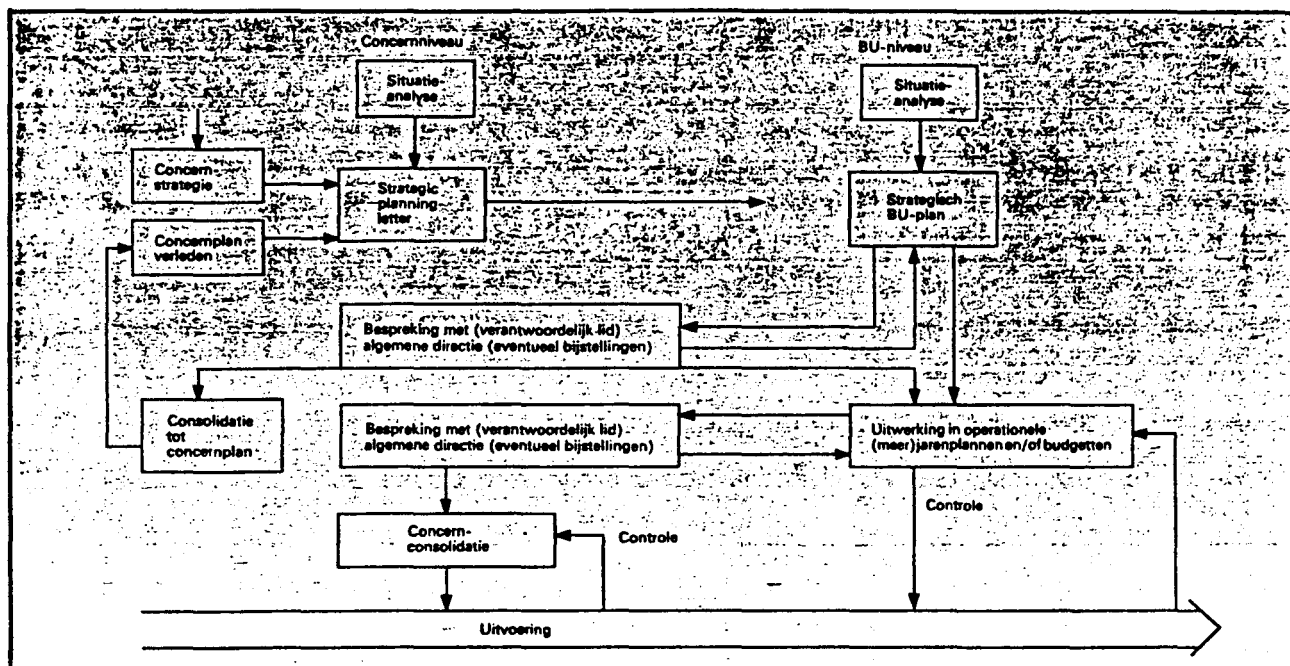 Concernniveau
BU-niveau
Situatie-
analyse
Situatie-
analyse
Concern-
strategie
Strategic
planning
letter
Strategisch
BU-plan
Concernplan
verleden
Bespreking met (verantwoordelijk lid)
algemene directie (eventueel bijstellingen)
Consolidatie
tot
concernplan
Bespreking met (verantwoordelijk lid)
algemene directie (eventueel bijstellingen)
Uitwerking in operationele
(meer)jarenplannen en/of budgetten
Controle
Concern-
consolidatie
Controle
Uitvoering